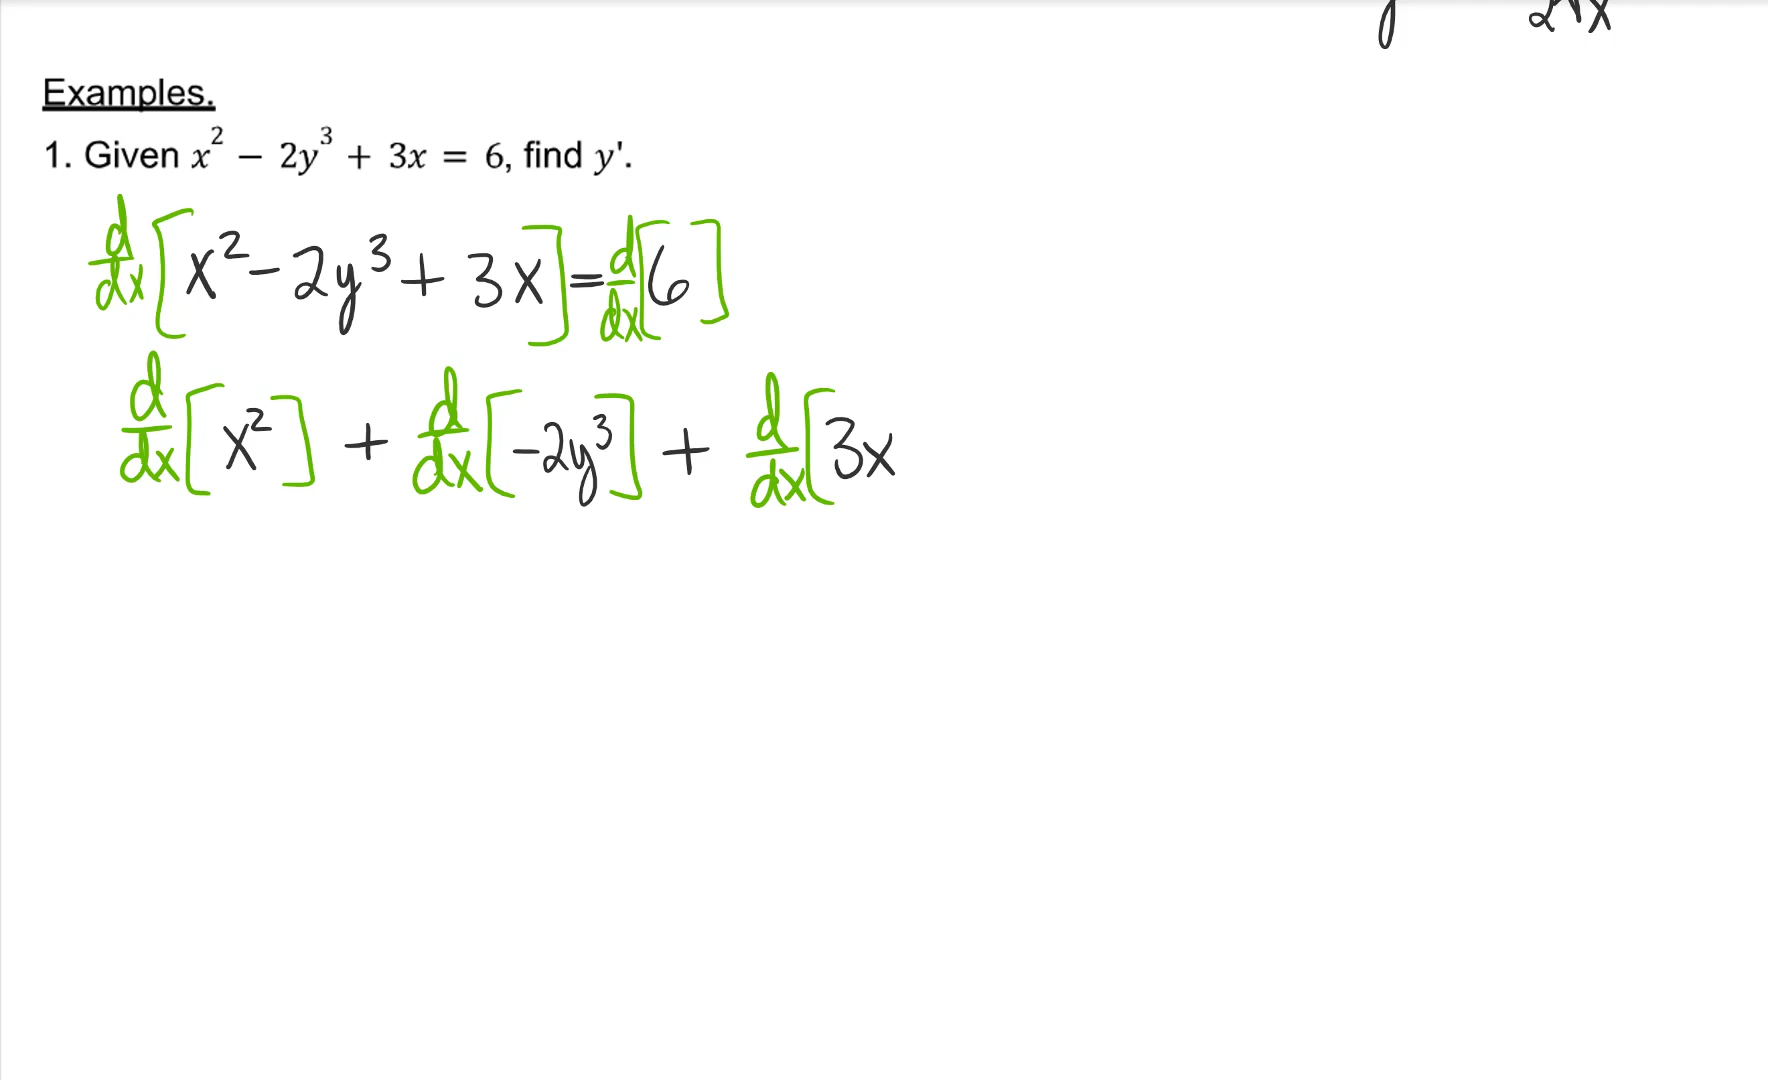 Examples.
1. Given x² − 2y³ + 3x = 6, find y'.
d/dx[x²-2y³+3x]=d/dx[6]
d/dx[x²] + d/dx[-2y³] + d/dx[3x